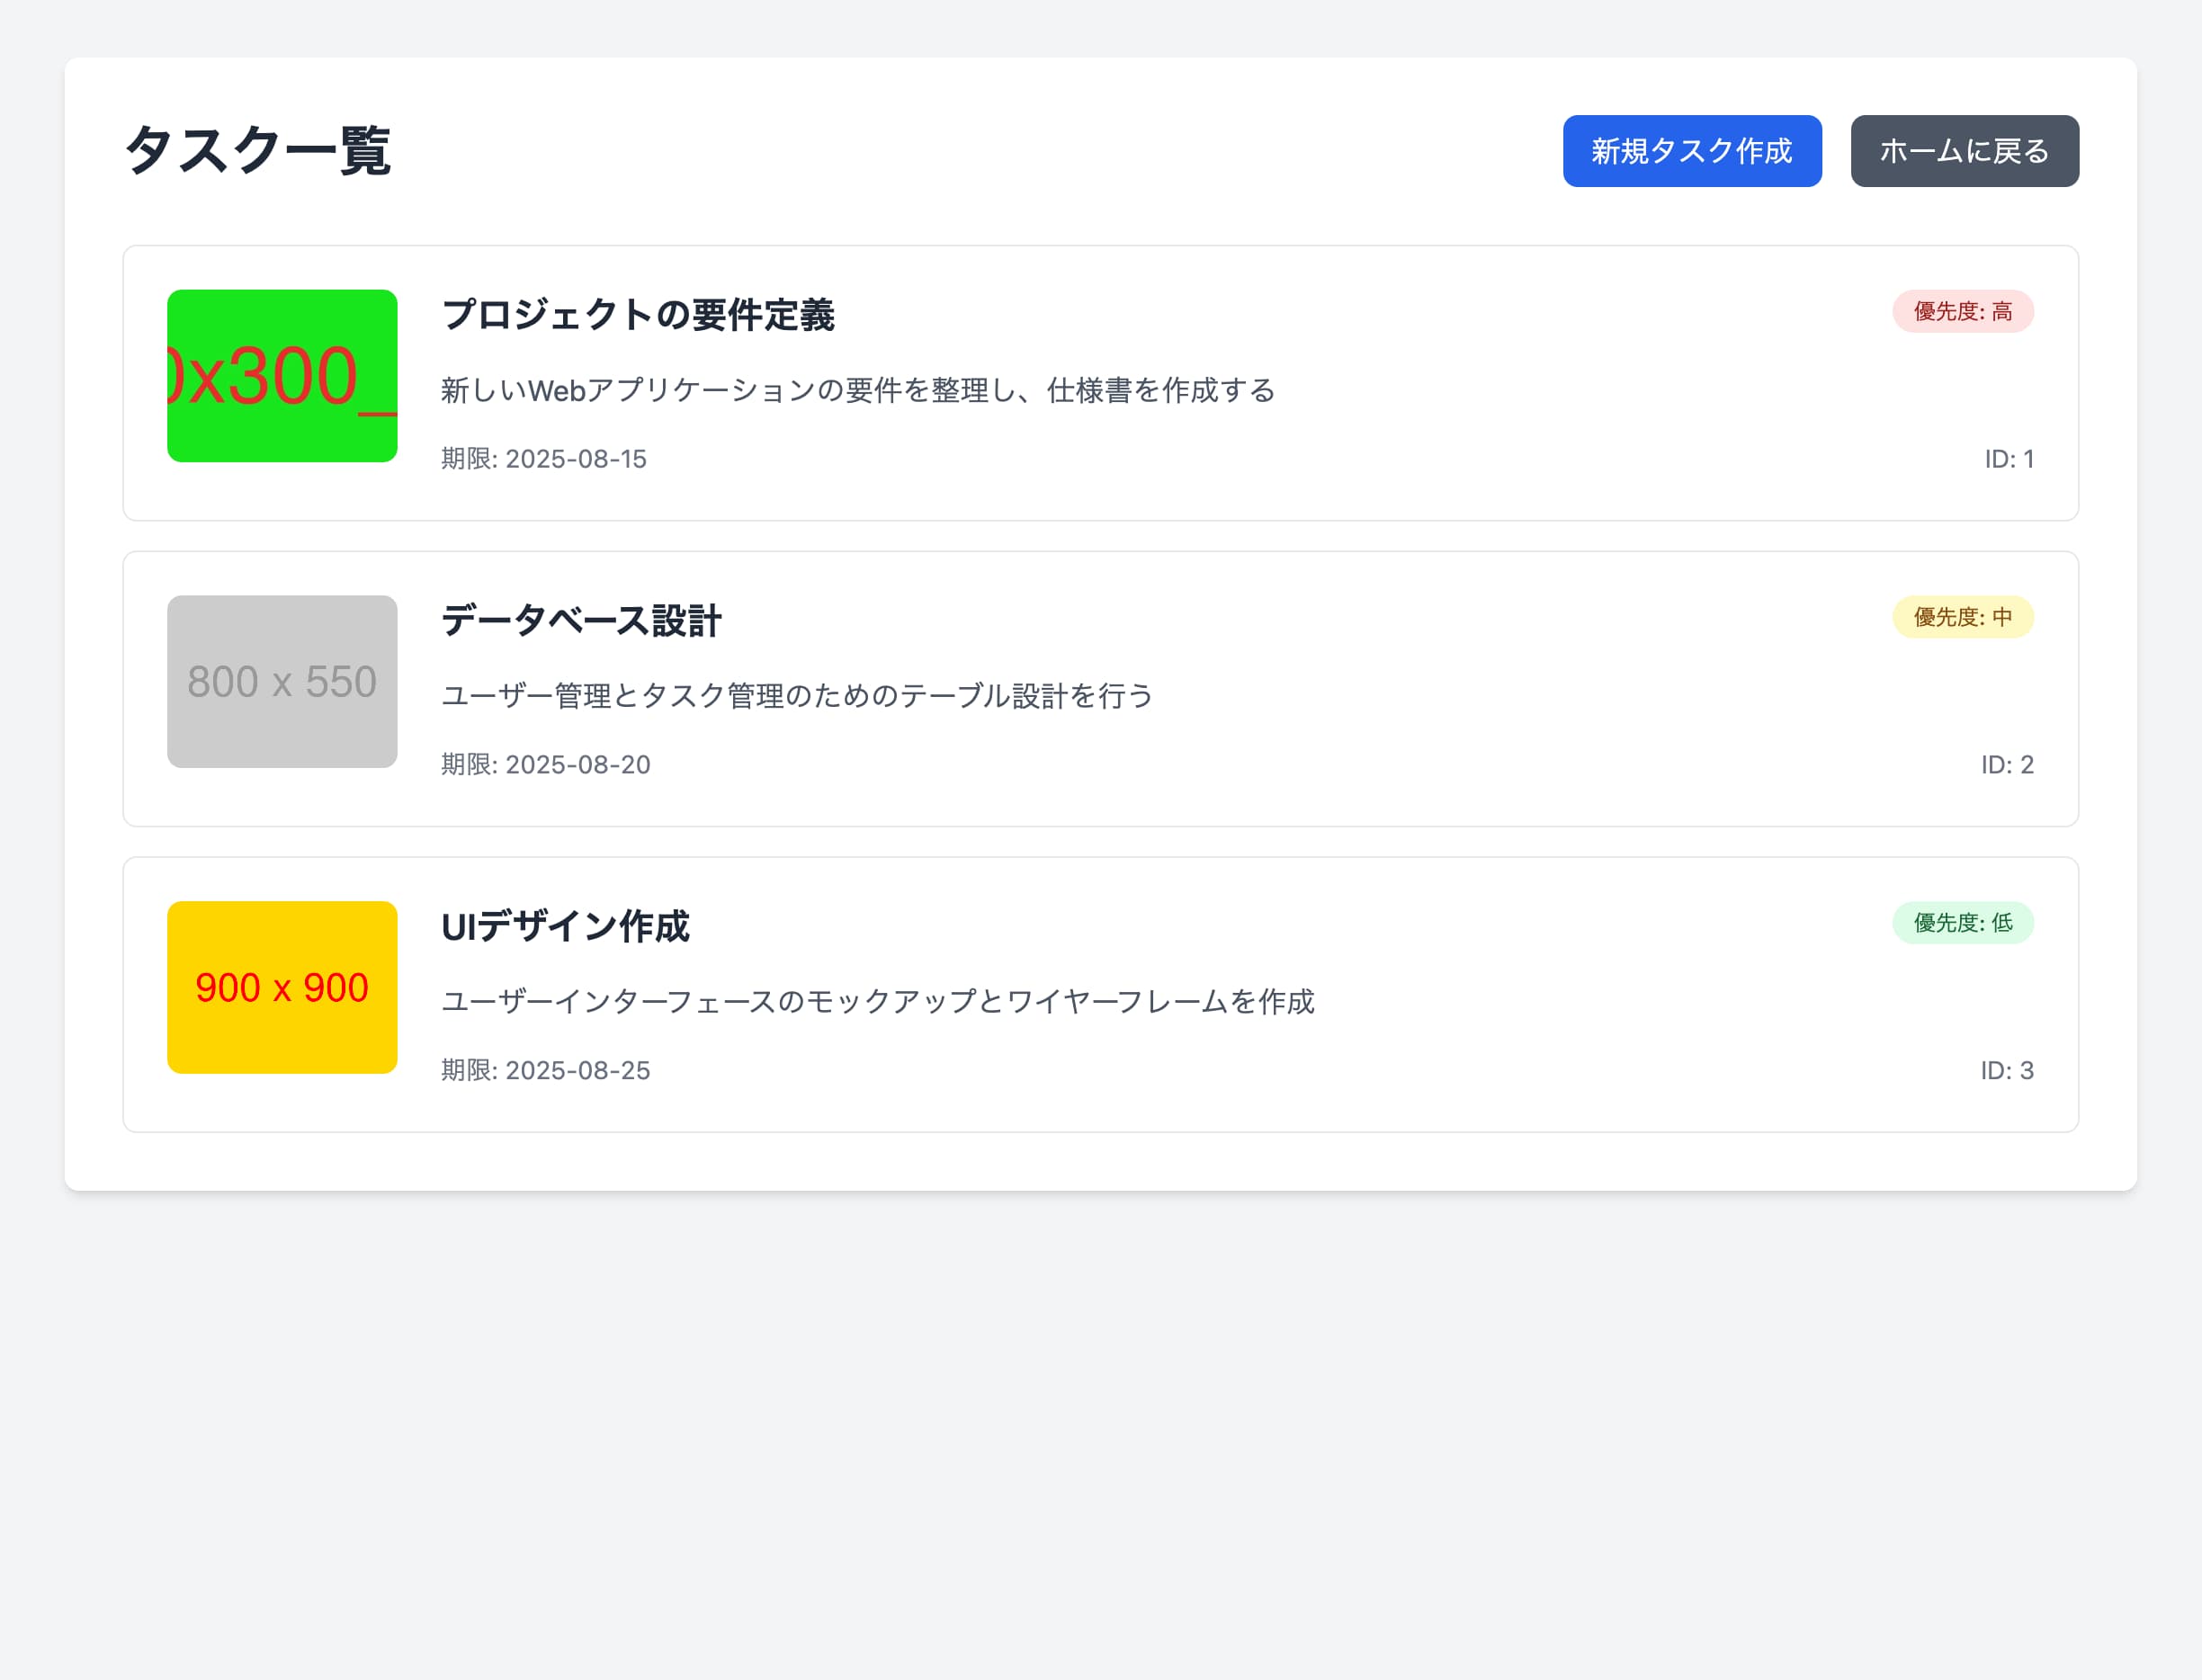 タスク一覧
新規タスク作成
ホームに戻る
0x300_
プロジェクトの要件定義
優先度: 高
新しいWebアプリケーションの要件を整理し、仕様書を作成する
期限: 2025-08-15
ID: 1
800 x 550
データベース設計
優先度: 中
ユーザー管理とタスク管理のためのテーブル設計を行う
期限: 2025-08-20
ID: 2
900 x 900
UIデザイン作成
優先度: 低
ユーザーインターフェースのモックアップとワイヤーフレームを作成
期限: 2025-08-25
ID: 3